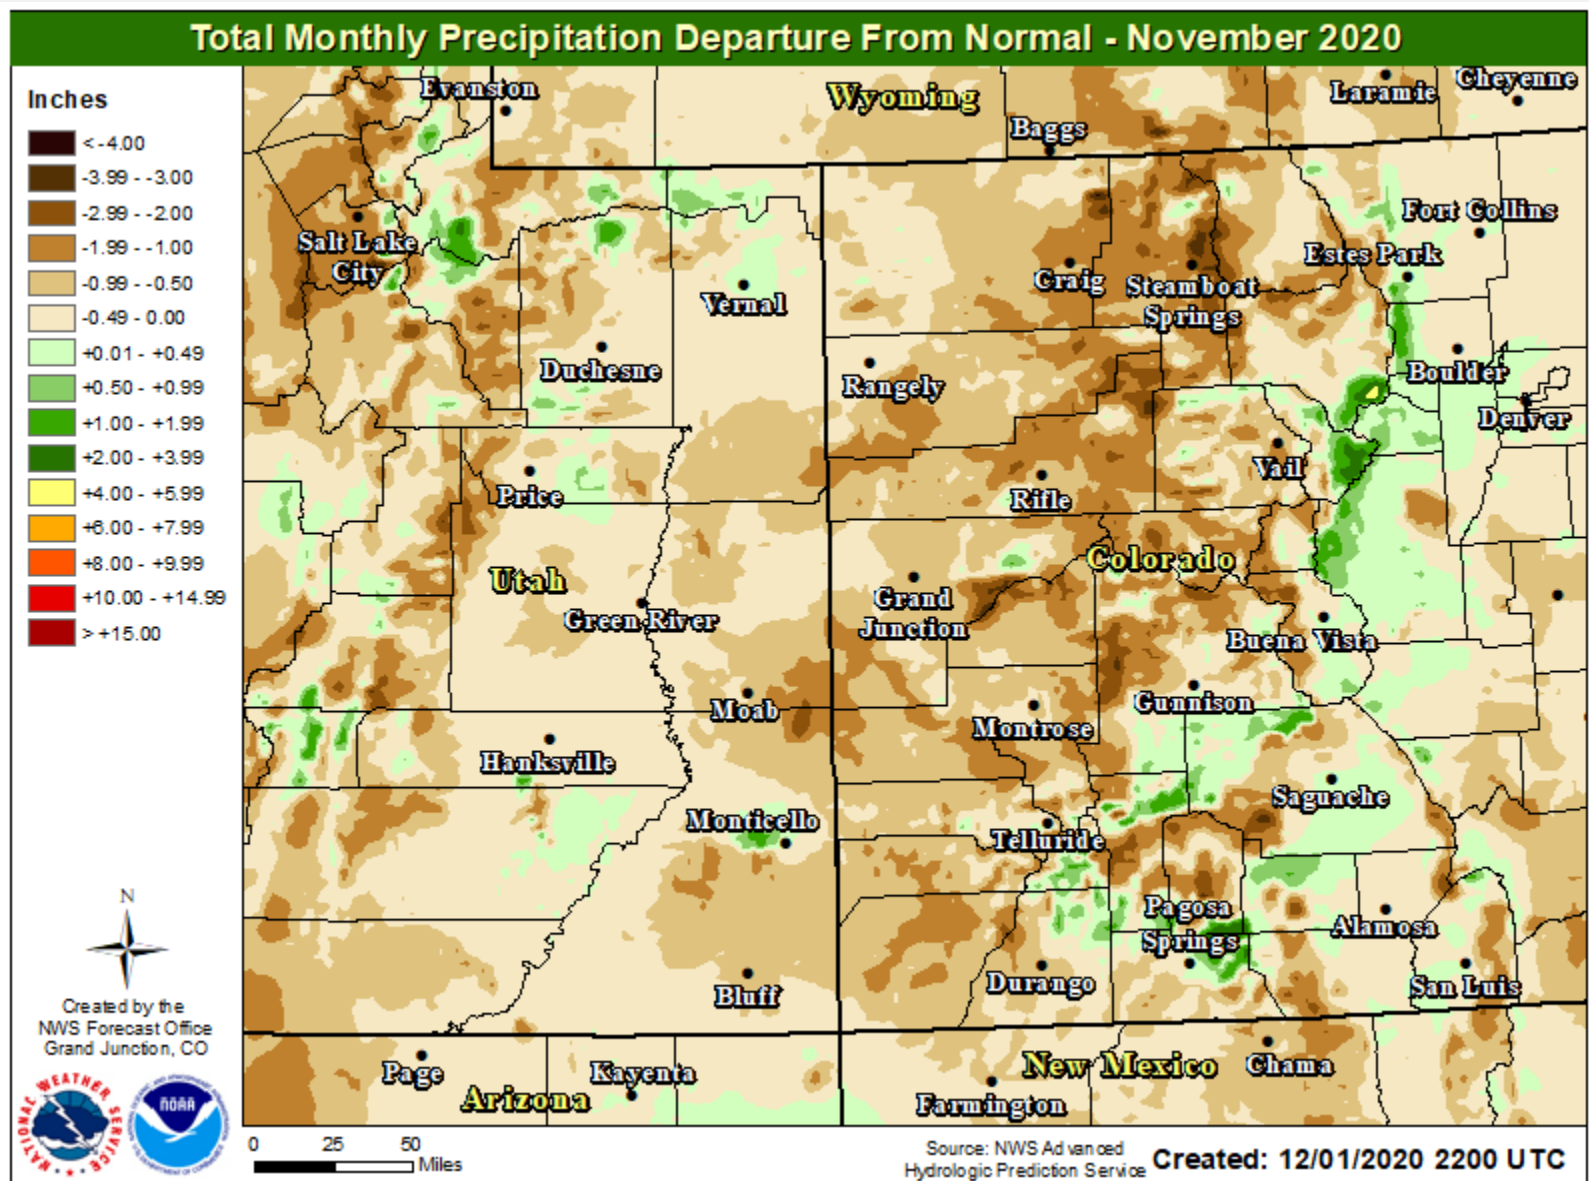 Total Monthly Precipitation Departure From Normal - November 2020
Inches
< -4.00
-3.99 - -3.00
-2.99 - -2.00
-1.99 - -1.00
-0.99 - -0.50
-0.49 - 0.00
+0.01 - +0.49
+0.50 - +0.99
+1.00 - +1.99
+2.00 - +3.99
+4.00 - +5.99
+6.00 - +7.99
+8.00 - +9.99
+10.00 - +14.99
> +15.00
Evanston
Wyoming
Laramie
Cheyenne
Baggs
Fort Collins
Salt Lake
City
Estes Park
Craig
Steamboat
Springs
Vernal
Duchesne
Rangely
Boulder
Denver
Price
Rifle
Vail
Utah
Colorado
Green River
Grand
Junction
Buena Vista
Moab
Montrose
Gunnison
Hanksville
Monticello
Telluride
Saguache
Pagosa
Springs
Alamosa
Bluff
Durango
San Luis
Page
Kayenta
Arizona
New Mexico
Chama
Farmington
N
Created by the
NWS Forecast Office
Grand Junction, CO
NATIONAL WEATHER SERVICE
NOAA
0 25 50
Miles
Source: NWS Advanced
Hydrologic Prediction Service
Created: 12/01/2020 2200 UTC